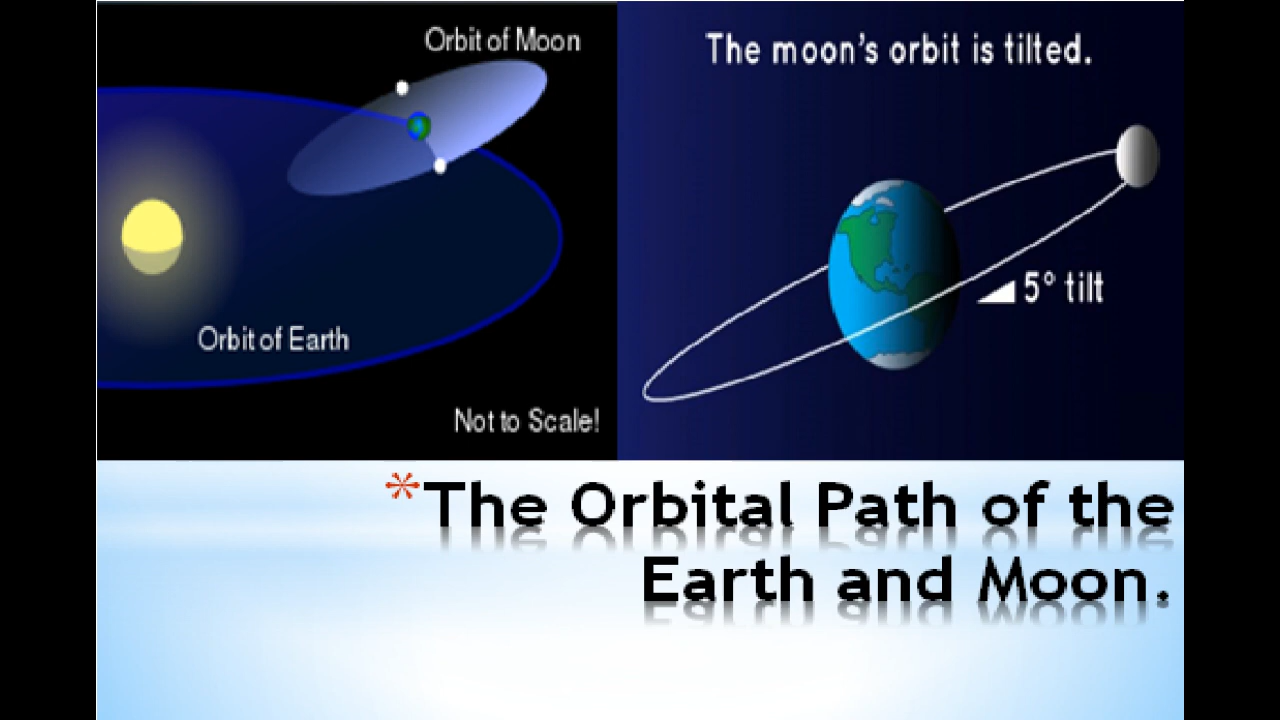 Orbit of Moon
Orbit of Earth
Not to Scale!
The moon's orbit is tilted.
5° tilt
*The Orbital Path of the
Earth and Moon.